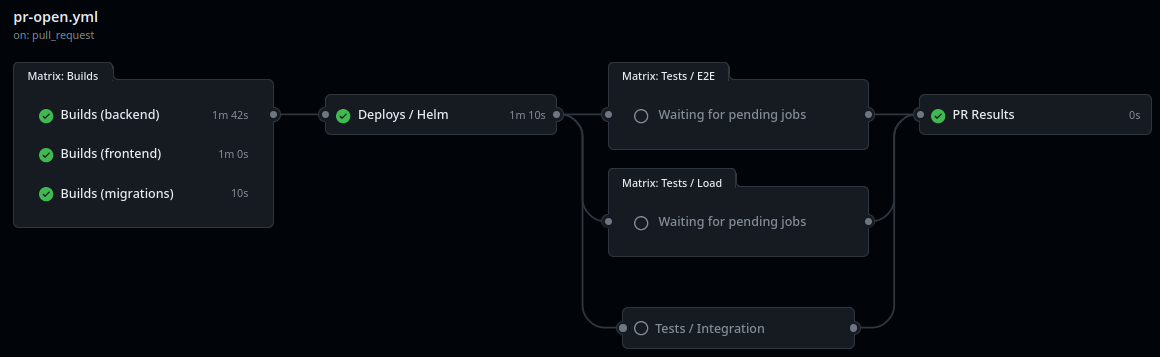 pr-open.yml
on: pull_request
Matrix: Builds
Builds (backend) 1m 42s
Builds (frontend) 1m 0s
Builds (migrations) 10s
Deploys / Helm 1m 10s
Matrix: Tests / E2E
Waiting for pending jobs
Matrix: Tests / Load
Waiting for pending jobs
Tests / Integration
PR Results 0s